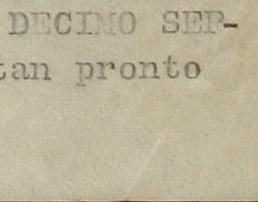 DECIMO SEP-
tan pronto